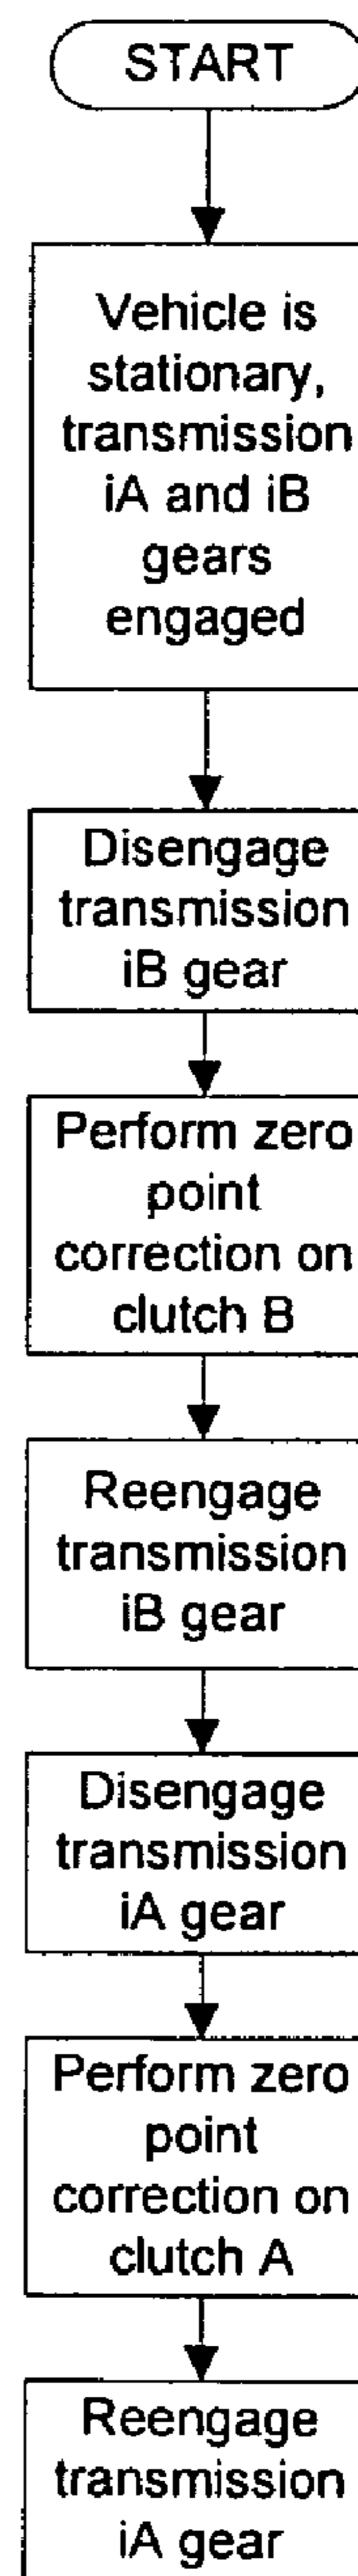 START
Vehicle is
stationary,
transmission
iA and iB
gears
engaged
Disengage
transmission
iB gear
Perform zero
point
correction on
clutch B
Reengage
transmission
iB gear
Disengage
transmission
iA gear
Perform zero
point
correction on
clutch A
Reengage
transmission
iA gear